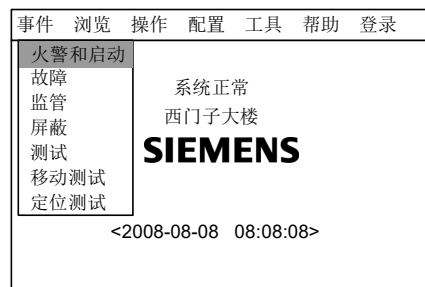 事件 浏览 操作 配置 工具 帮助 登录
火警和启动
故障
监管
屏蔽
测试
移动测试
定位测试
系统正常
西门子大楼
SIEMENS
<2008-08-08 08:08:08>